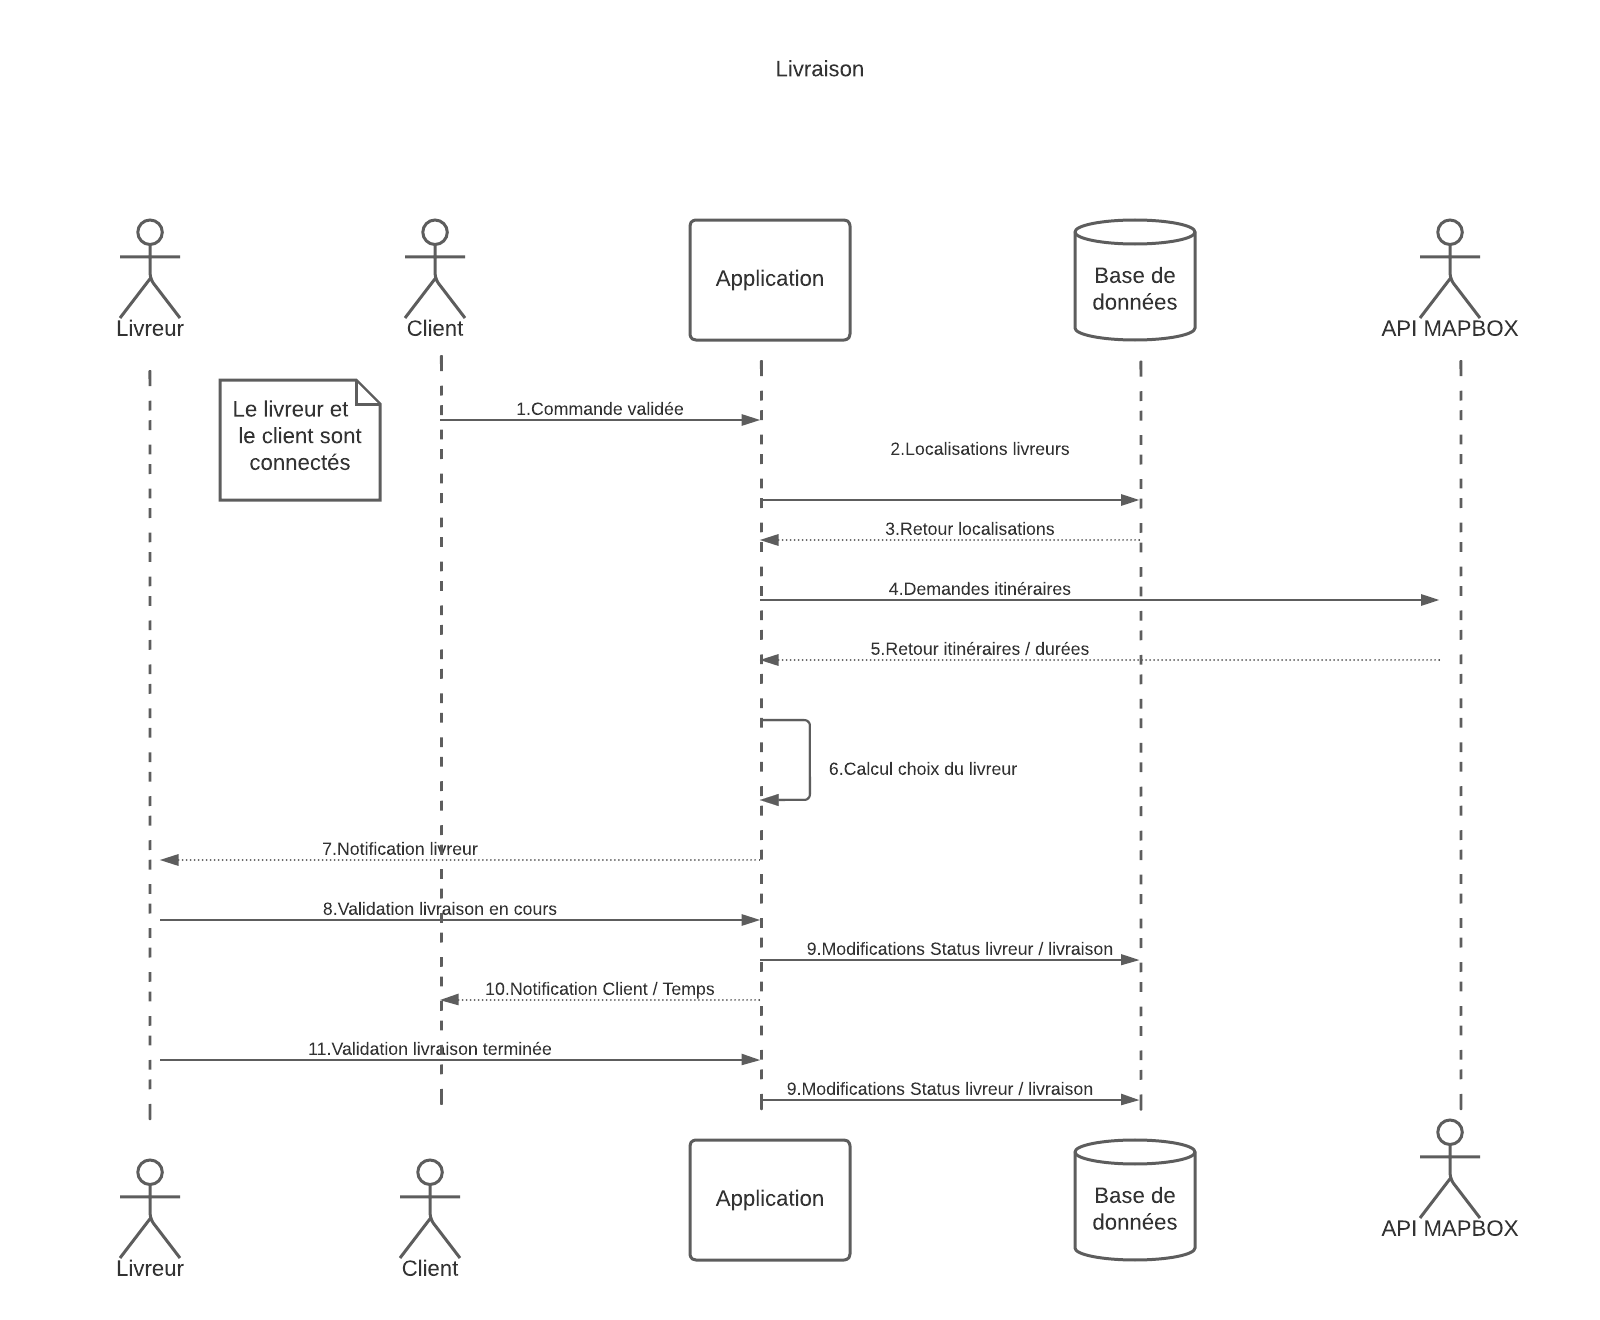 Livraison
Livreur
Client
Application
Base de
données
API MAPBOX
Le livreur et
le client sont
connectés
1.Commande validée
2.Localisations livreurs
3.Retour localisations
4.Demandes itinéraires
5.Retour itinéraires / durées
6.Calcul choix du livreur
7.Notification livreur
8.Validation livraison en cours
9.Modifications Status livreur / livraison
10.Notification Client / Temps
11.Validation livraison terminée
9.Modifications Status livreur / livraison
Livreur
Client
Application
Base de
données
API MAPBOX